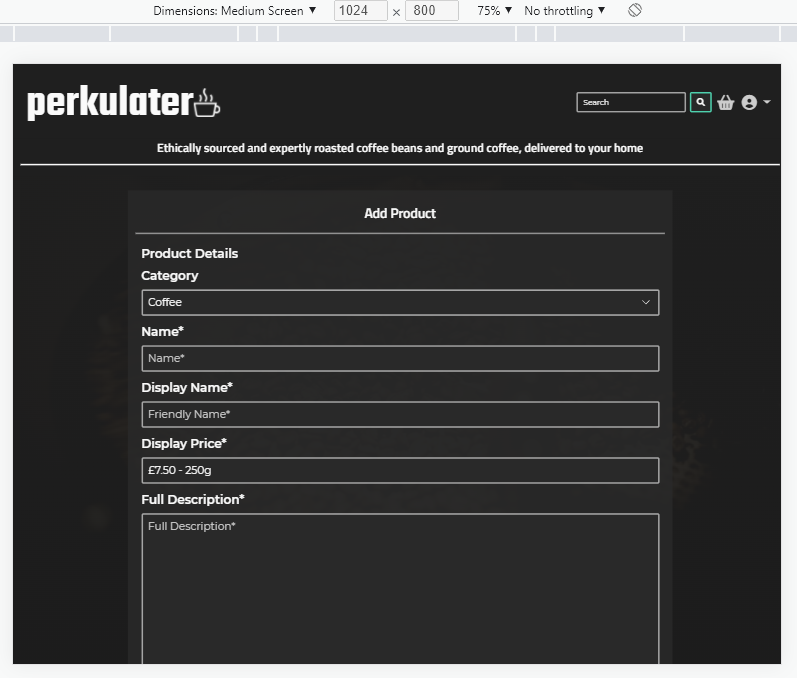 Dimensions: Medium Screen ▼ 1024 × 800 75% ▼ No throttling ▼
perkulater
Search
Ethically sourced and expertly roasted coffee beans and ground coffee, delivered to your home
Add Product
Product Details
Category
Coffee
Name*
Name*
Display Name*
Friendly Name*
Display Price*
£7.50 - 250g
Full Description*
Full Description*